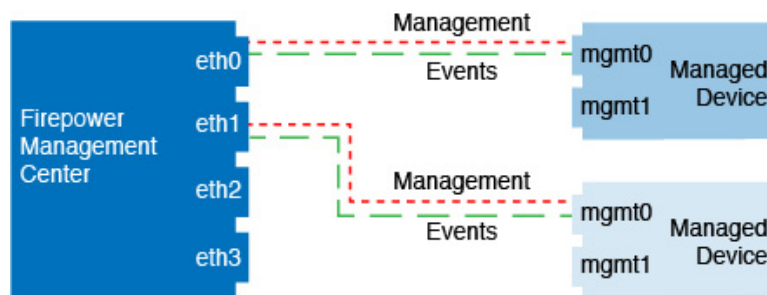 Management
eth0
Events
mgmt0
Managed
Device
mgmt1
Firepower
Management
Center
eth1
eth2
eth3
Management
Events
mgmt0
Managed
Device
mgmt1